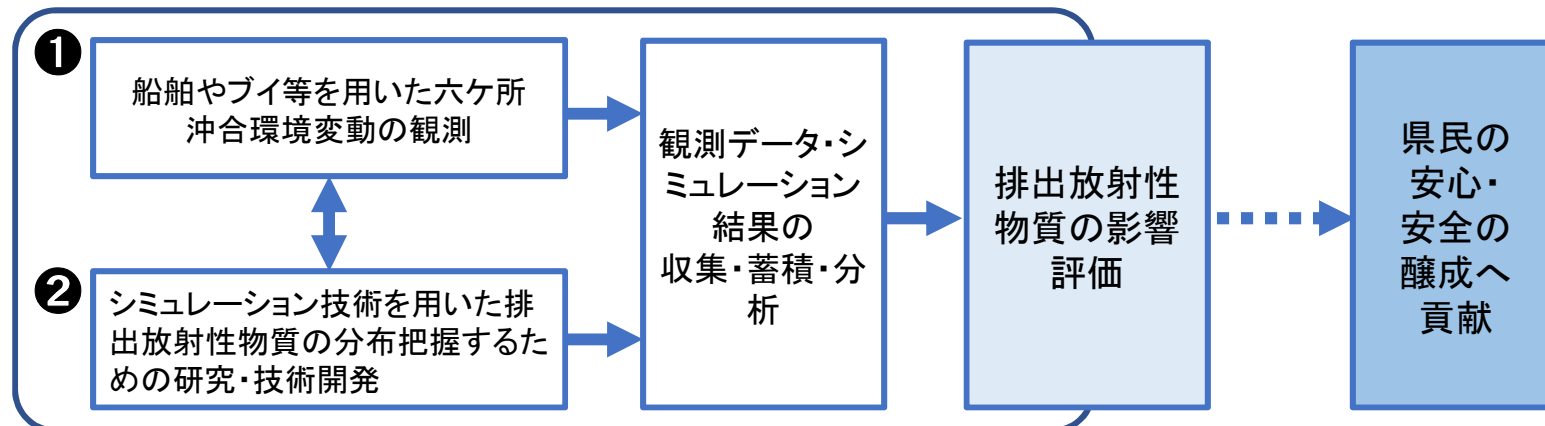 ❶
船舶やブイ等を用いた六ケ所
沖合環境変動の観測
❷
シミュレーション技術を用いた排
出放射性物質の分布把握するた
めの研究・技術開発
観測データ・シ
ミュレーション
結果の
収集・蓄積・分
析
排出放射性
物質の影響
評価
県民の
安心・
安全の
醸成へ
貢献